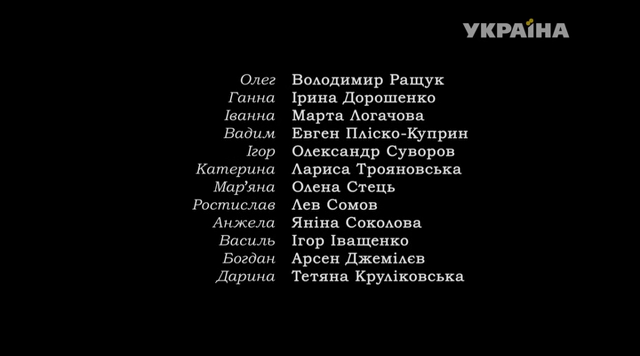 УКРАЇНА
Олег Володимир Ращук
Ганна Ірина Дорошенко
Іванна Марта Логачова
Вадим Евген Пліско-Куприн
Ігор Олександр Суворов
Катерина Лариса Трояновська
Мар'яна Олена Стець
Ростислав Лев Сомов
Анжела Яніна Соколова
Василь Ігор Іващенко
Богдан Арсен Джемілєв
Дарина Тетяна Круліковська